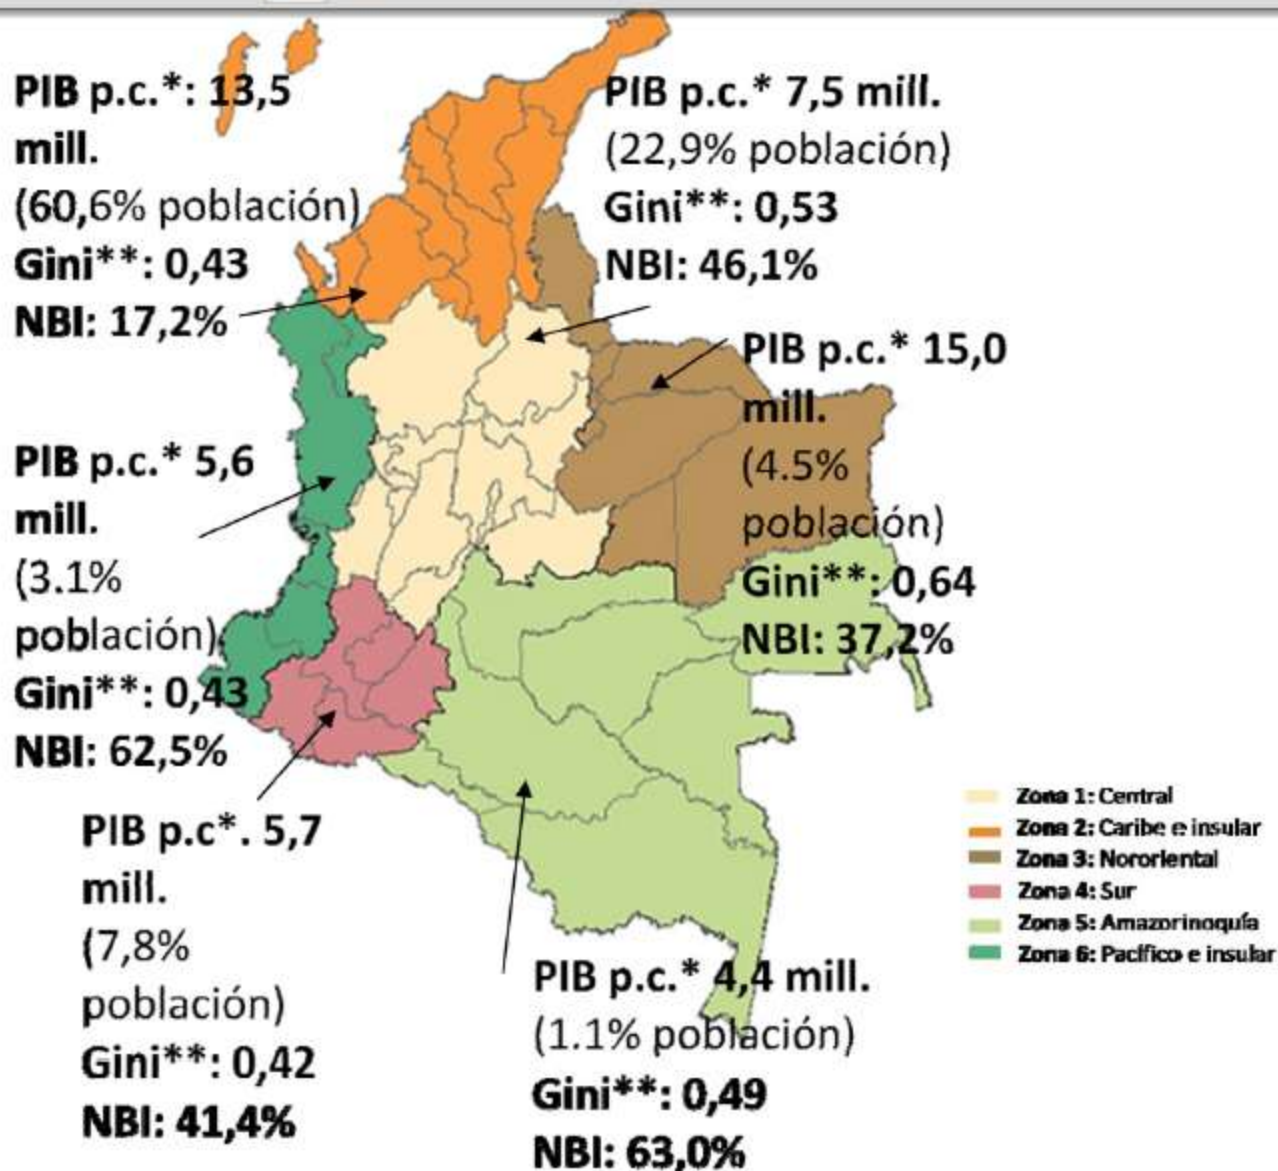 PIB p.c.*: 13,5
mill.
(60,6% población)
Gini**: 0,43
NBI: 17,2%
PIB p.c.* 7,5 mill.
(22,9% población)
Gini**: 0,53
NBI: 46,1%
PIB p.c.* 15,0
mill.
(4.5%
población)
Gini**: 0,64
NBI: 37,2%
PIB p.c.* 5,6
mill.
(3.1%
población)
Gini**: 0,43
NBI: 62,5%
PIB p.c*. 5,7
mill.
(7,8%
población)
Gini**: 0,42
NBI: 41,4%
PIB p.c.* 4,4 mill.
(1.1% población)
Gini**: 0,49
NBI: 63,0%
Zona 1: Central
Zona 2: Caribe e insular
Zona 3: Nororiental
Zona 4: Sur
Zona 5: Amazorinoquía
Zona 6: Pacífico e insular